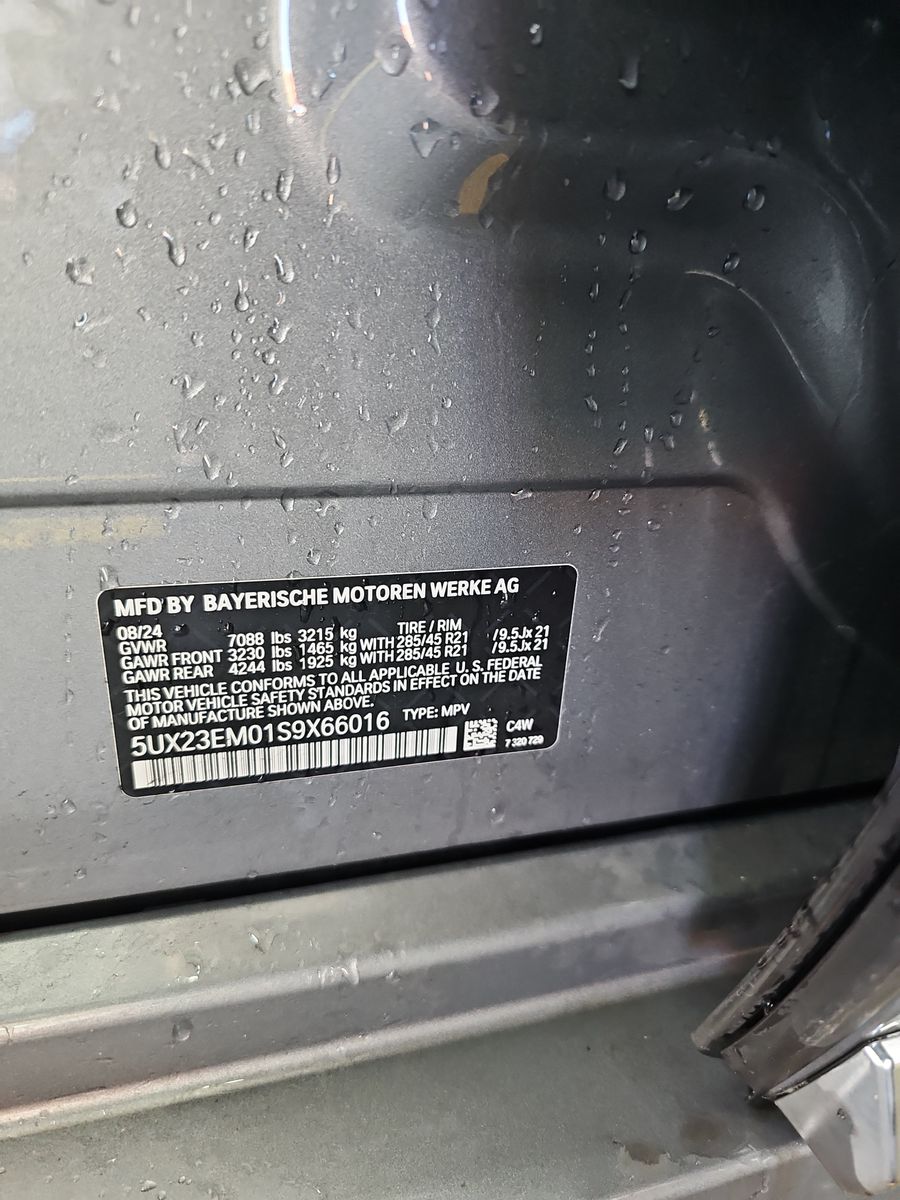 MFD BY BAYERISCHE MOTOREN WERKE AG
08/24 TIRE / RIM
GVWR 7088 lbs 3215 kg
GAWR FRONT 3230 lbs 1465 kg WITH 285/45 R21 /9.5Jx 21
GAWR REAR 4244 lbs 1925 kg WITH 285/45 R21 /9.5Jx 21
THIS VEHICLE CONFORMS TO ALL APPLICABLE U. S. FEDERAL
MOTOR VEHICLE SAFETY STANDARDS IN EFFECT ON THE DATE
OF MANUFACTURE SHOWN ABOVE. TYPE: MPV
5UX23EM01S9X66016 C4W
7 320 729